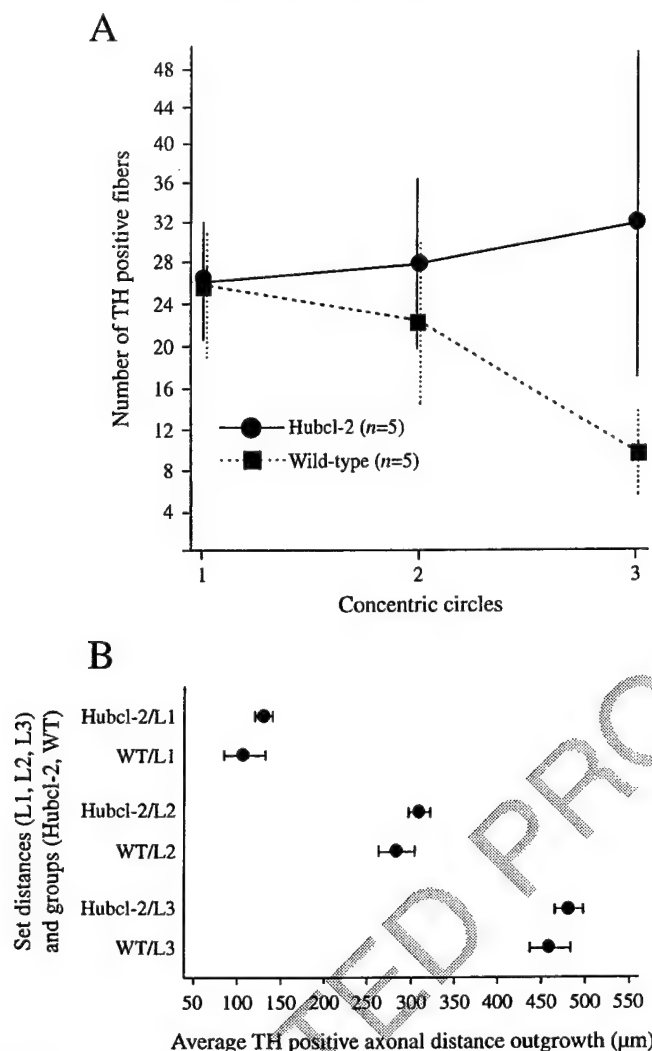 A
Number of TH positive fibers
48
44
40
36
32
28
24
20
16
12
8
4
Hubcl-2 (n=5)
Wild-type (n=5)
1 2 3
Concentric circles
B
Set distances (L1, L2, L3)
and groups (Hubcl-2, WT)
Hubcl-2/L1
WT/L1
Hubcl-2/L2
WT/L2
Hubcl-2/L3
WT/L3
50 100 150 200 250 300 350 400 450 500 550
Average TH positive axonal distance outgrowth (µm)
TED PRO